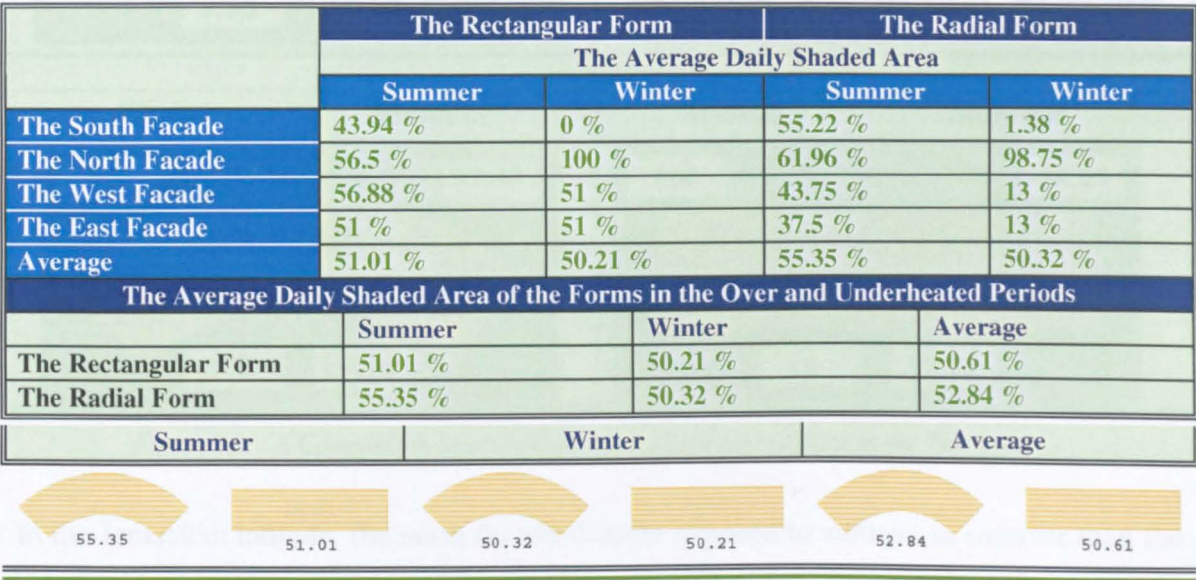 The Rectangular Form The Radial Form
The Average Daily Shaded Area
Summer Winter Summer Winter
The South Facade 43.94 % 0 % 55.22 % 1.38 %
The North Facade 56.5 % 100 % 61.96 % 98.75 %
The West Facade 56.88 % 51 % 43.75 % 13 %
The East Facade 51 % 51 % 37.5 % 13 %
Average 51.01 % 50.21 % 55.35 % 50.32 %
The Average Daily Shaded Area of the Forms in the Over and Underheated Periods
Summer Winter Average
The Rectangular Form 51.01 % 50.21 % 50.61 %
The Radial Form 55.35 % 50.32 % 52.84 %
Summer Winter Average
55.35 51.01 50.32 50.21 52.84 50.61